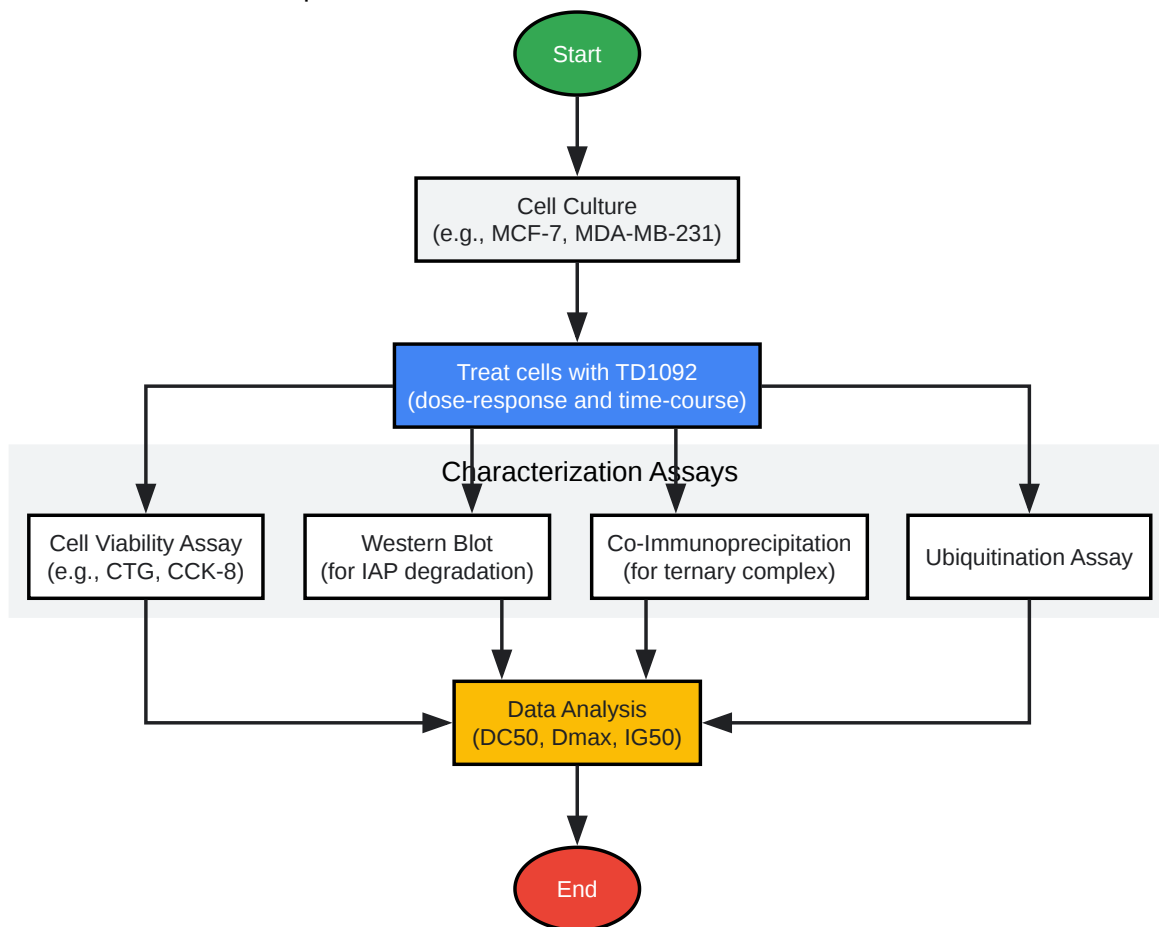 Start
Cell Culture
(e.g., MCF-7, MDA-MB-231)
Treat cells with TD1092
(dose-response and time-course)
Characterization Assays
Cell Viability Assay
(e.g., CTG, CCK-8)
Western Blot
(for IAP degradation)
Co-Immunoprecipitation
(for ternary complex)
Ubiquitination Assay
Data Analysis
(DC50, Dmax, IG50)
End